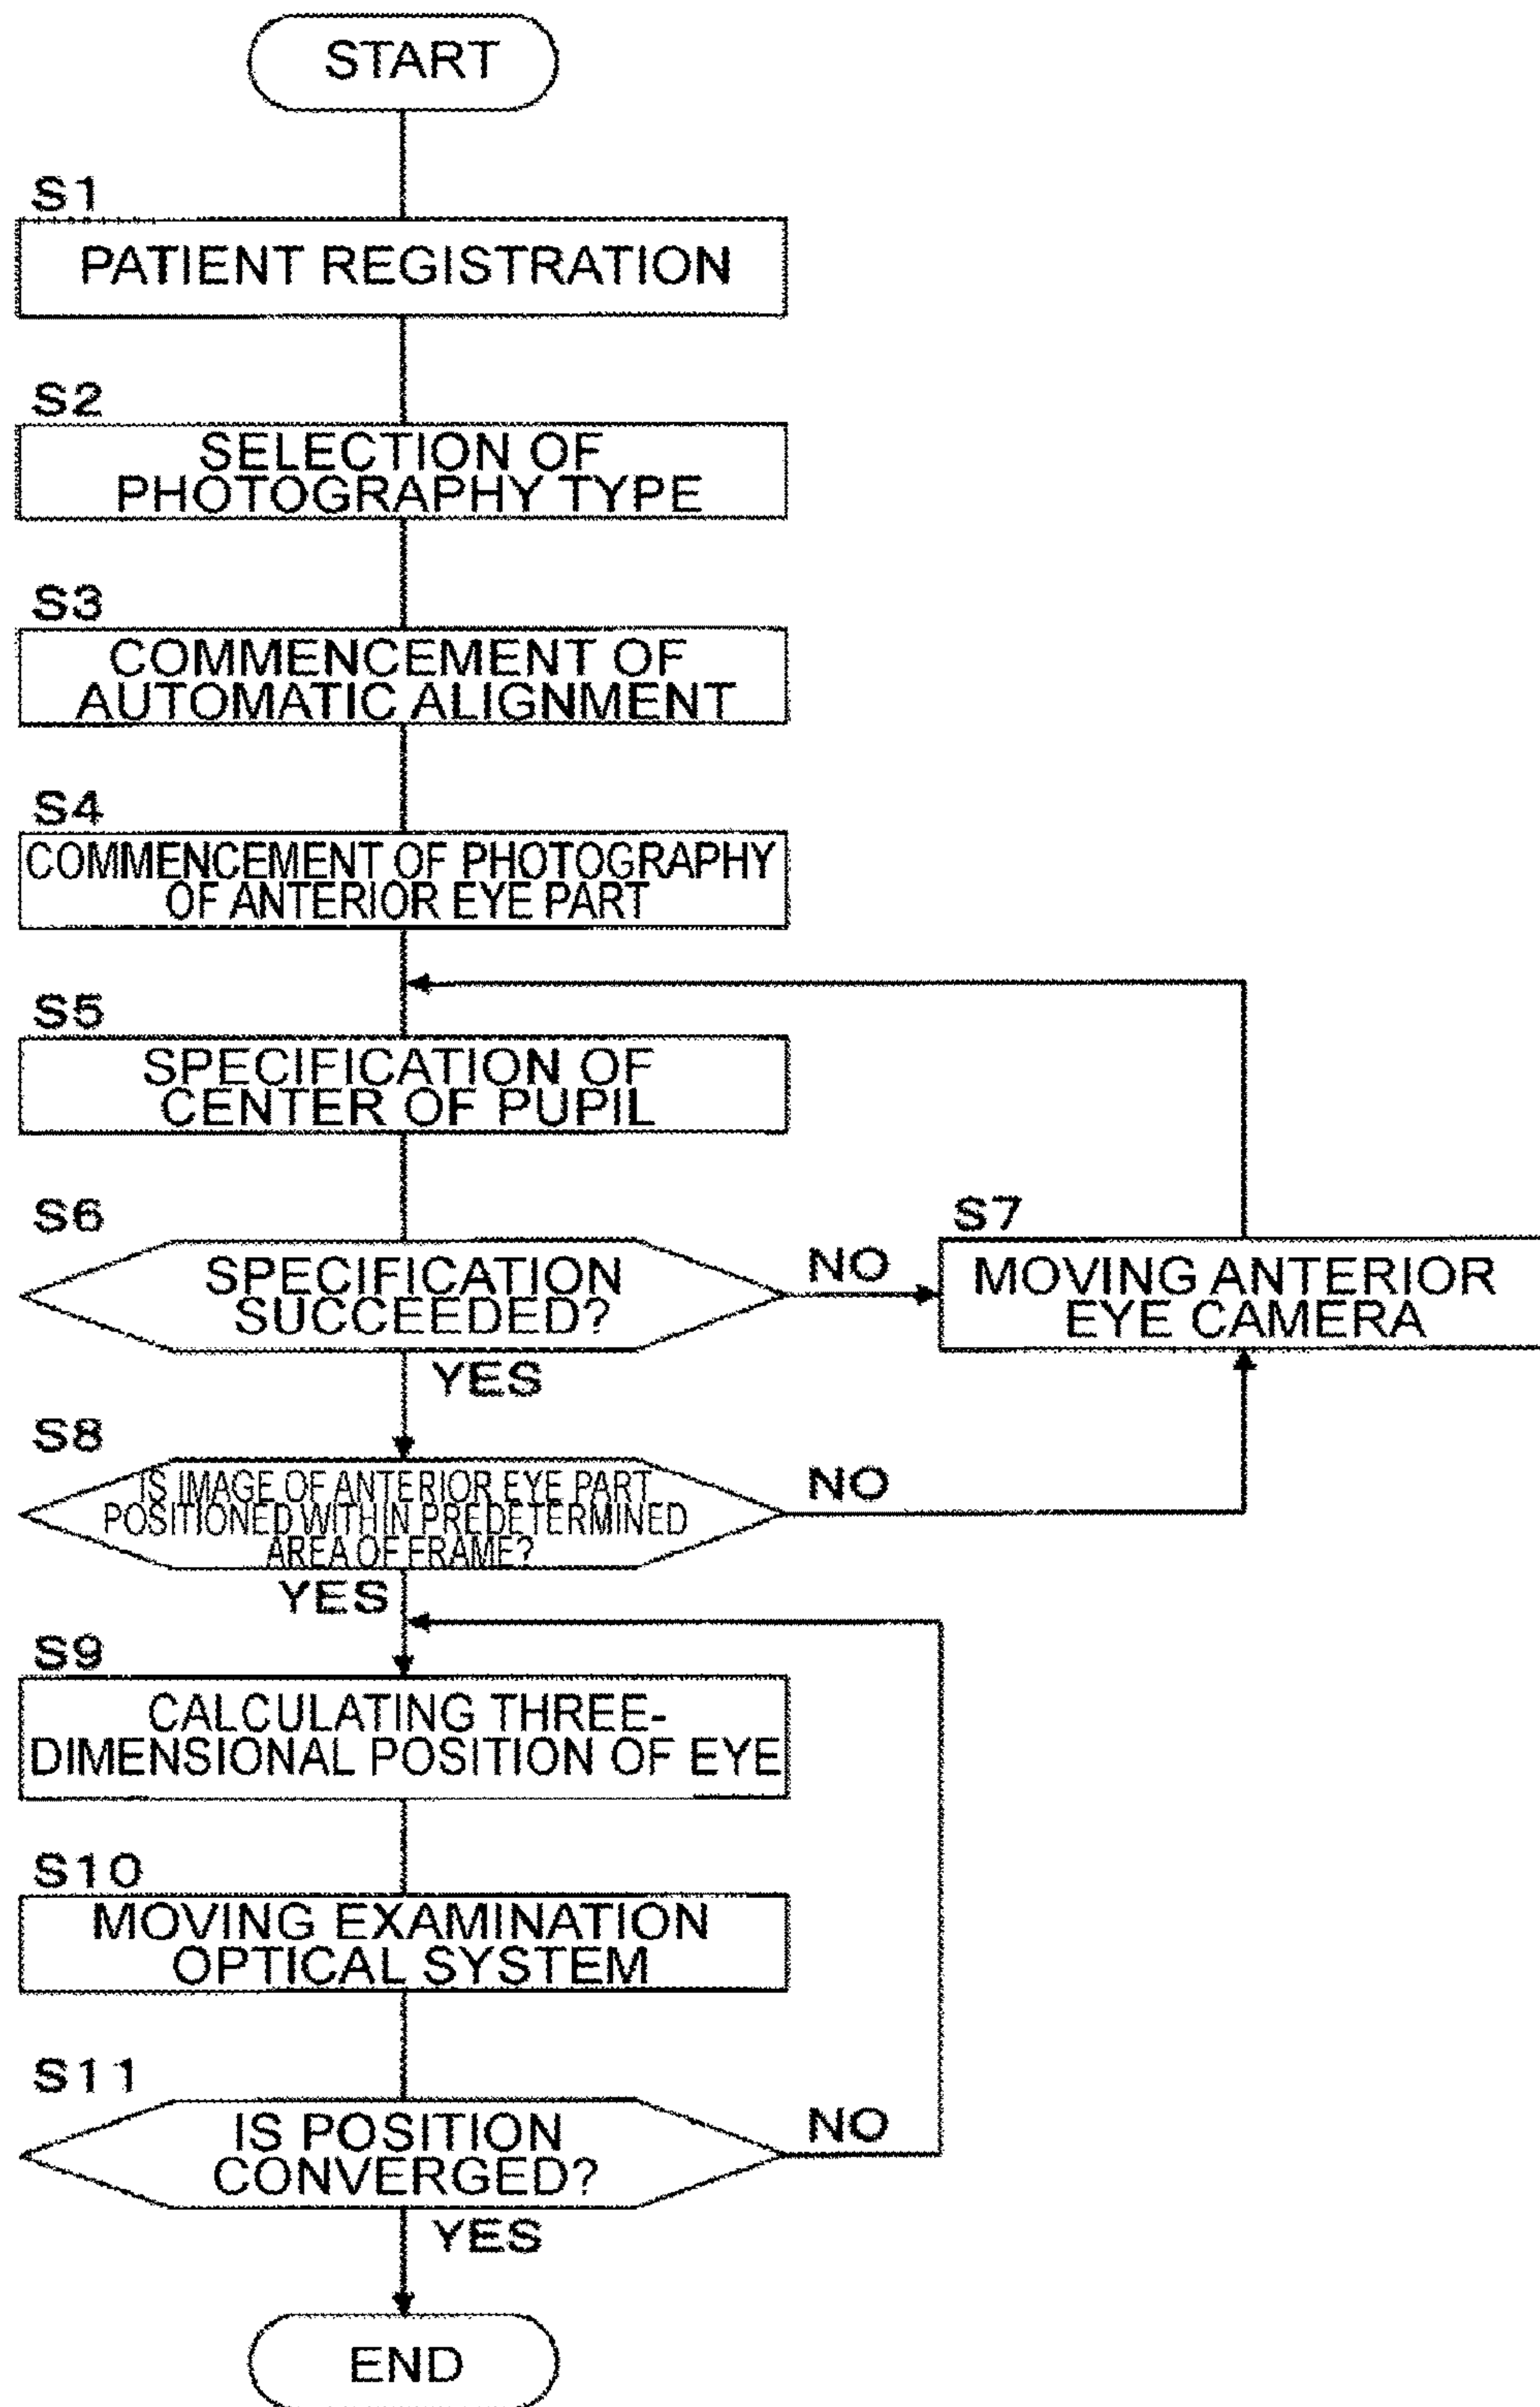 START
S1
PATIENT REGISTRATION
S2
SELECTION OF
PHOTOGRAPHY TYPE
S3
COMMENCEMENT OF
AUTOMATIC ALIGNMENT
S4
COMMENCEMENT OF PHOTOGRAPHY
OF ANTERIOR EYE PART
S5
SPECIFICATION OF
CENTER OF PUPIL
S6
SPECIFICATION
SUCCEEDED?
NO
S7
MOVING ANTERIOR
EYE CAMERA
YES
S8
IS IMAGE OF ANTERIOR EYE PART
POSITIONED WITHIN PREDETERMINED
AREA OF FRAME?
NO
YES
S9
CALCULATING THREE-
DIMENSIONAL POSITION OF EYE
S10
MOVING EXAMINATION
OPTICAL SYSTEM
S11
IS POSITION
CONVERGED?
NO
YES
END